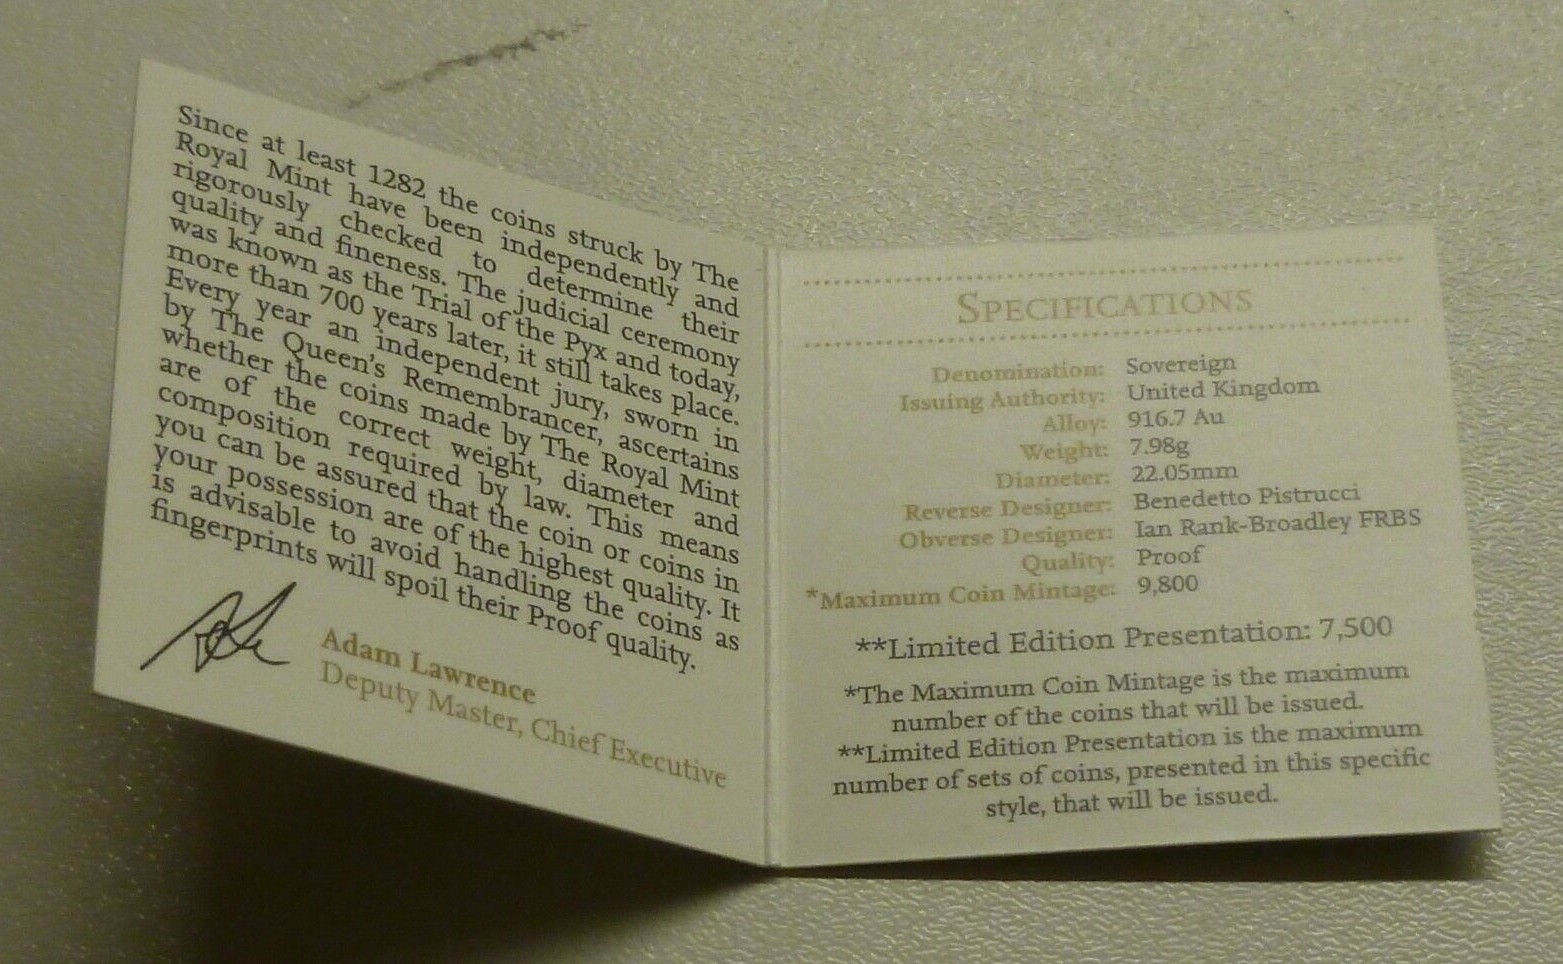 Since at least 1282 the coins struck by The
Royal Mint have been independently and
rigorously checked to determine their
quality and fineness. The judicial ceremony
was known as the Trial of the Pyx and today,
more than 700 years later, it still takes place.
Every year an independent jury, sworn in
by The Queen's Remembrancer, ascertains
whether the coins made by The Royal Mint
are of the correct weight, diameter and
composition required by law. This means
you can be assured that the coin or coins in
your possession are of the highest quality. It
is advisable to avoid handling the coins as
fingerprints will spoil their Proof quality.
Adam Lawrence
Deputy Master, Chief Executive
SPECIFICATIONS
Denomination: Sovereign
Issuing Authority: United Kingdom
Alloy: 916.7 Au
Weight: 7.98g
Diameter: 22.05mm
Reverse Designer: Benedetto Pistrucci
Obverse Designer: Ian Rank-Broadley FRBS
Quality: Proof
*Maximum Coin Mintage: 9,800
**Limited Edition Presentation: 7,500
*The Maximum Coin Mintage is the maximum
number of the coins that will be issued.
**Limited Edition Presentation is the maximum
number of sets of coins, presented in this specific
style, that will be issued.